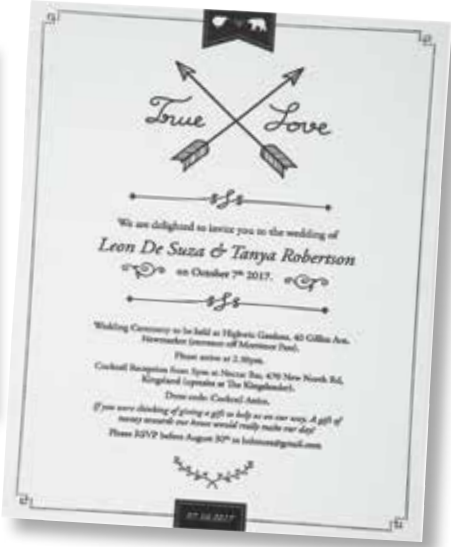 True Love
We are delighted to invite you to the wedding of
Leon De Suza & Tanya Robertson
on October 7th 2017.
Wedding Ceremony to be held at Highwic Gardens, 40 Gillies Ave,
Newmarket (entrance off Mortimer Pass).
Please arrive at 2.30pm.
Cocktail Reception from 5pm at Nectar Bar, 470 New North Rd,
Kingsland (upstairs at The Kingslander).
Dress code: Cocktail Attire.
If you were thinking of giving a gift to help us on our way. A gift of
money towards our house would really make our day!
Please RSVP before August 30th to
07.10.2017